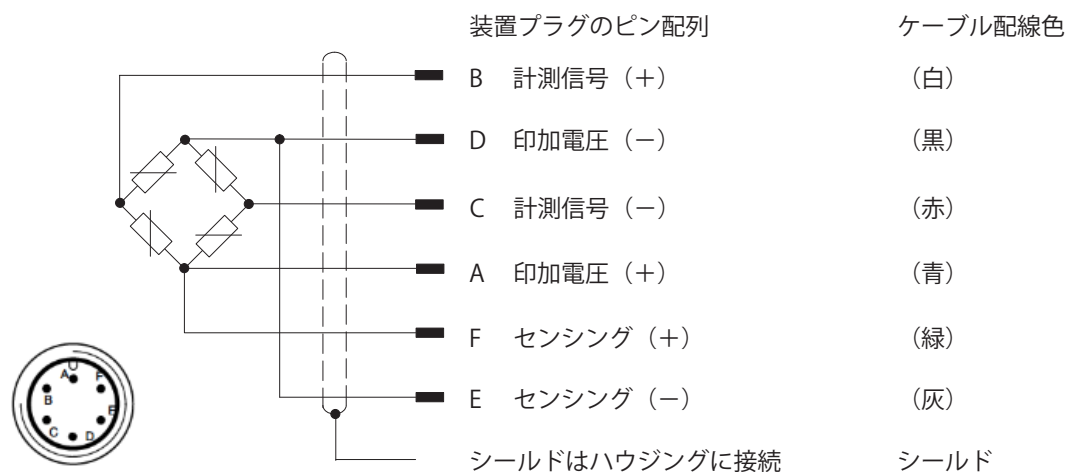 装置プラグのピン配列 ケーブル配線色
B 計測信号（＋） （白）
D 印加電圧（－） （黒）
C 計測信号（－） （赤）
A 印加電圧（＋） （青）
F センシング（＋） （緑）
E センシング（－） （灰）
シールドはハウジングに接続 シールド
A F
B E
C D